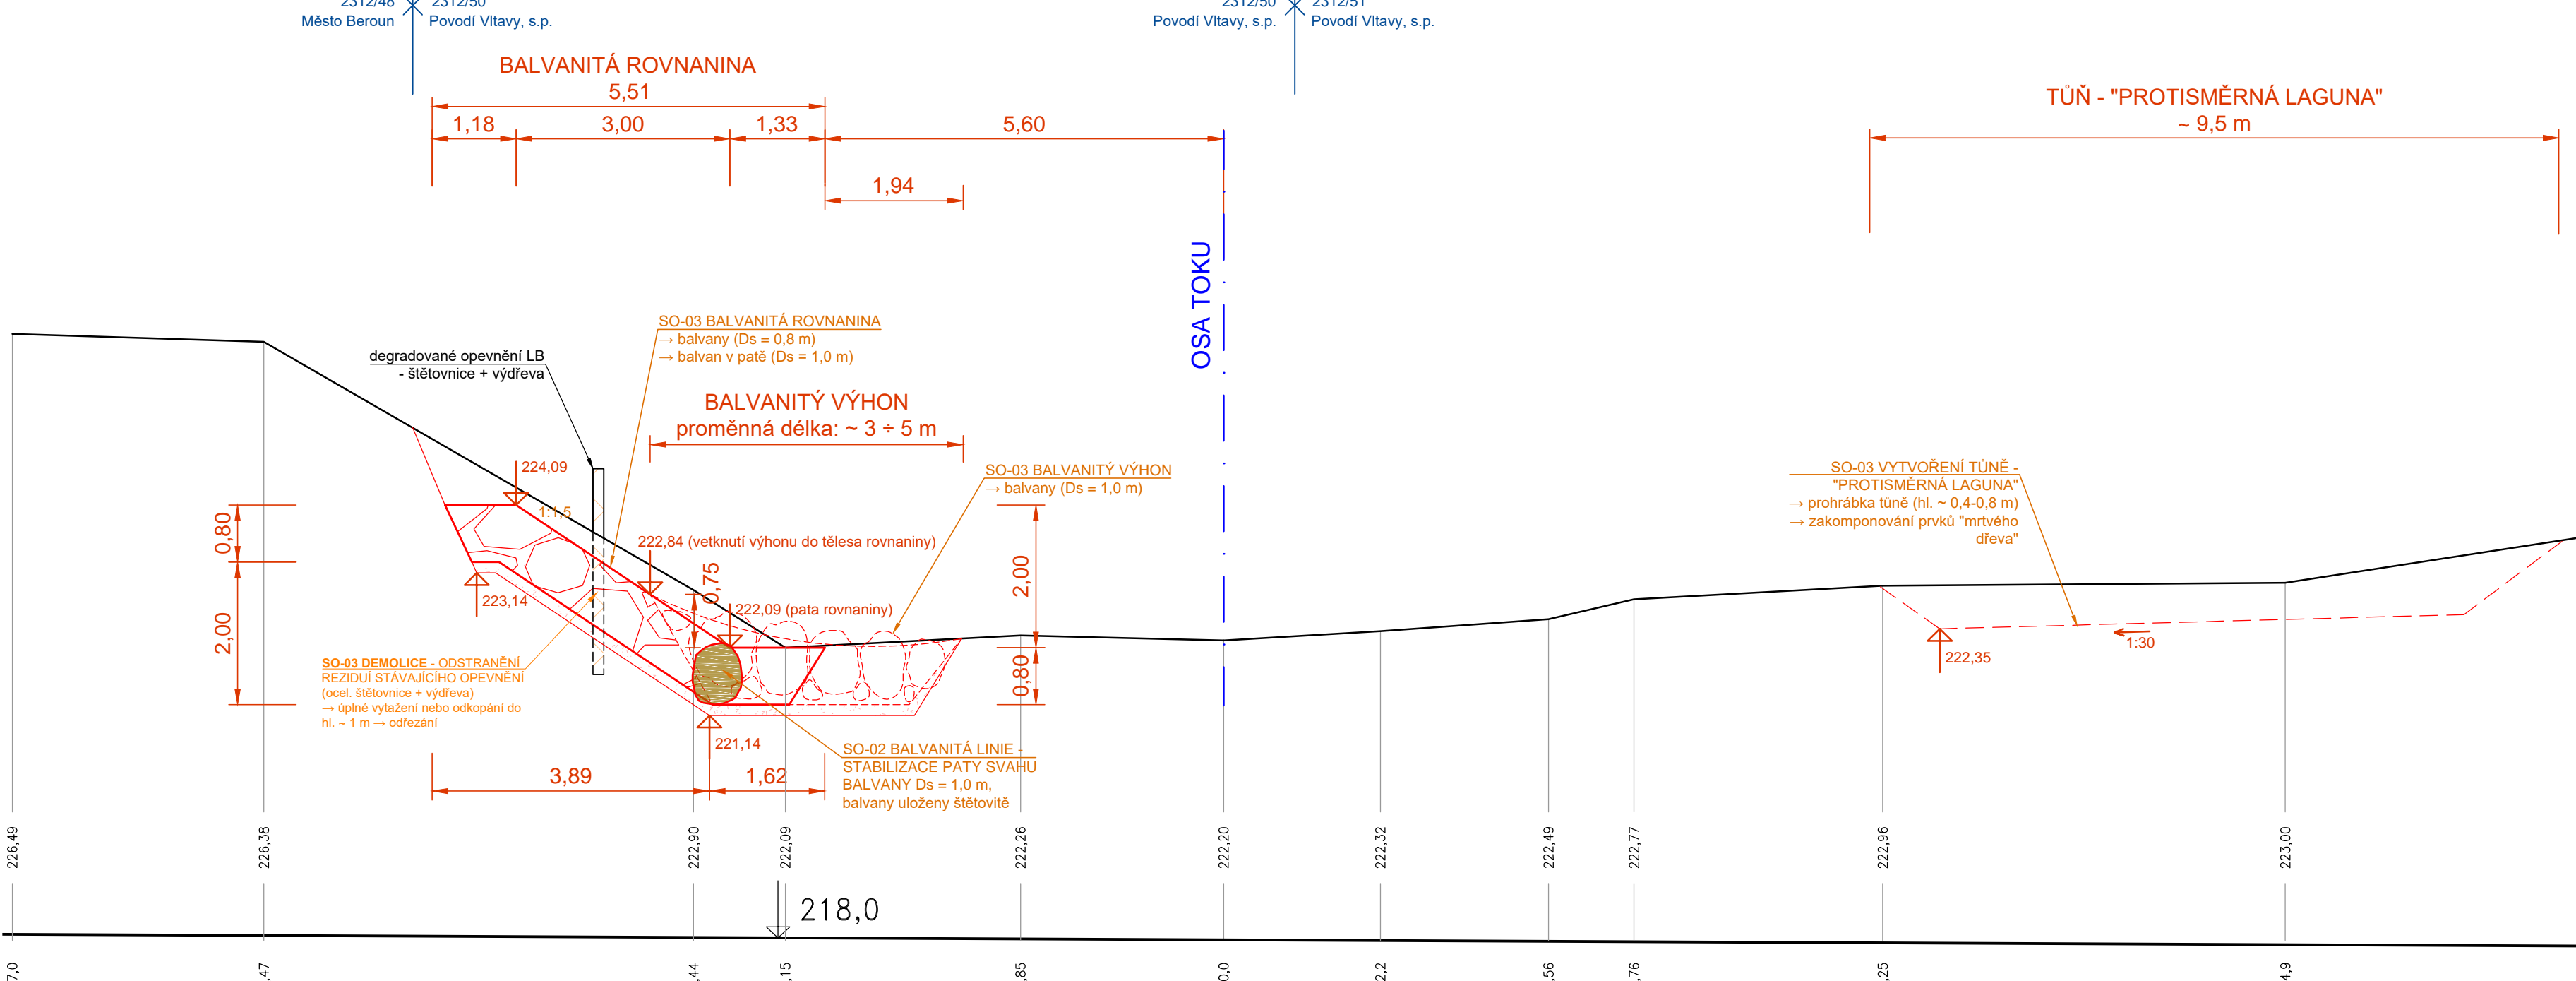 2312/48 2312/50
Město Beroun Povodí Vltavy, s.p.
2312/50 2312/51
Povodí Vltavy, s.p. Povodí Vltavy, s.p.
BALVANITÁ ROVNANINA
5,51
1,18 3,00 1,33 5,60
1,94
TŮŇ - "PROTISMĚRNÁ LAGUNA"
~ 9,5 m
OSA TOKU
SO-03 BALVANITÁ ROVNANINA
→ balvany (Ds = 0,8 m)
→ balvan v patě (Ds = 1,0 m)
degradované opevnění LB
- štětovnice + výdřeva
BALVANITÝ VÝHON
proměnná délka: ~ 3 ÷ 5 m
SO-03 BALVANITÝ VÝHON
→ balvany (Ds = 1,0 m)
SO-03 VYTVOŘENÍ TŮNĚ -
"PROTISMĚRNÁ LAGUNA"
→ prohrábka tůně (hl. ~ 0,4-0,8 m)
→ zakomponování prvků "mrtvého
dřeva"
224,09
1:1,5
0,80
2,00
222,84 (vetknutí výhonu do tělesa rovnaniny)
0,75
222,09 (pata rovnaniny)
223,14
2,00
0,80
1:30
222,35
SO-03 DEMOLICE - ODSTRANĚNÍ
REZIDUÍ STÁVAJÍCÍHO OPEVNĚNÍ
(ocel. štětovnice + výdřeva)
→ úplné vytažení nebo odkopání do
hl. ~ 1 m → odřezání
221,14
SO-02 BALVANITÁ LINIE -
STABILIZACE PATY SVAHU
BALVANY Ds = 1,0 m,
balvany uloženy štětovitě
3,89 1,62
226,49 226,38 222,90 222,09 222,26 222,20 222,32 222,49 222,77 222,96 223,00
218,0
7,0 ,47 ,44 ,15 ,85 0,0 2,2 ,56 ,76 ,25 4,9